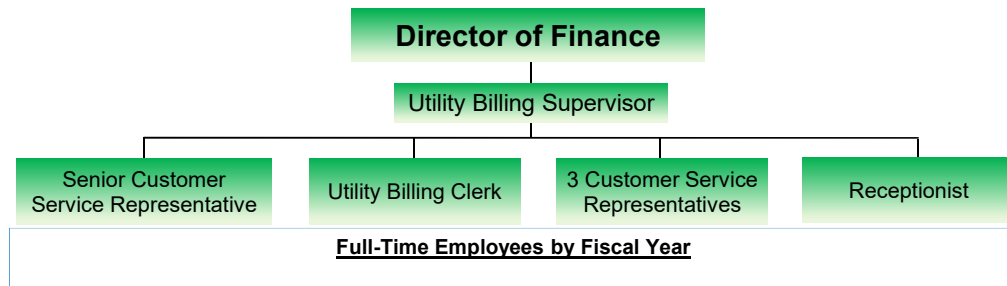 Director of Finance
Utility Billing Supervisor
Senior Customer
Service Representative
Utility Billing Clerk
3 Customer Service
Representatives
Receptionist
Full-Time Employees by Fiscal Year